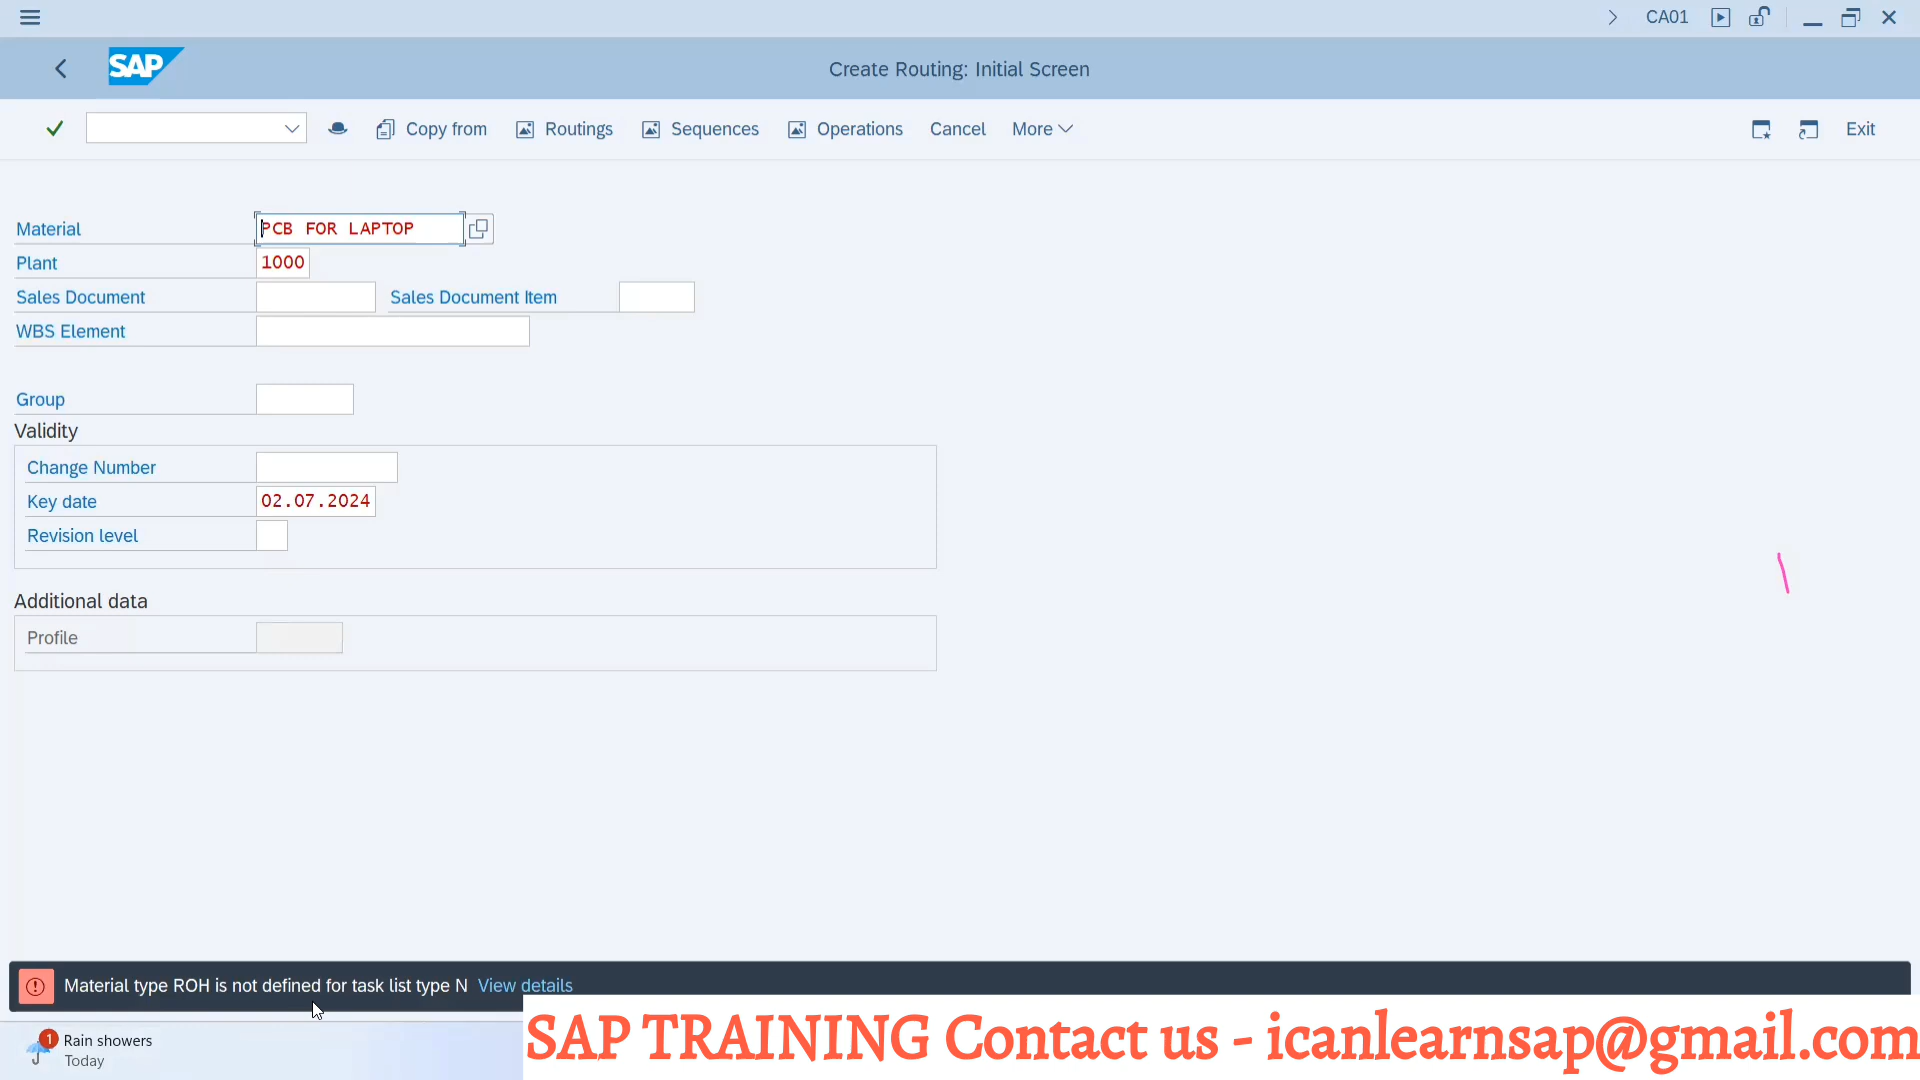 CA01
SAP
Create Routing: Initial Screen
Copy from Routings Sequences Operations Cancel More Exit
Material PCB FOR LAPTOP
Plant 1000
Sales Document Sales Document Item
WBS Element
Group
Validity
Change Number
Key date 02.07.2024
Revision level
Additional data
Profile
Material type ROH is not defined for task list type N View details
1 Rain showers
Today
SAP TRAINING Contact us - icanlearnsap@gmail.com